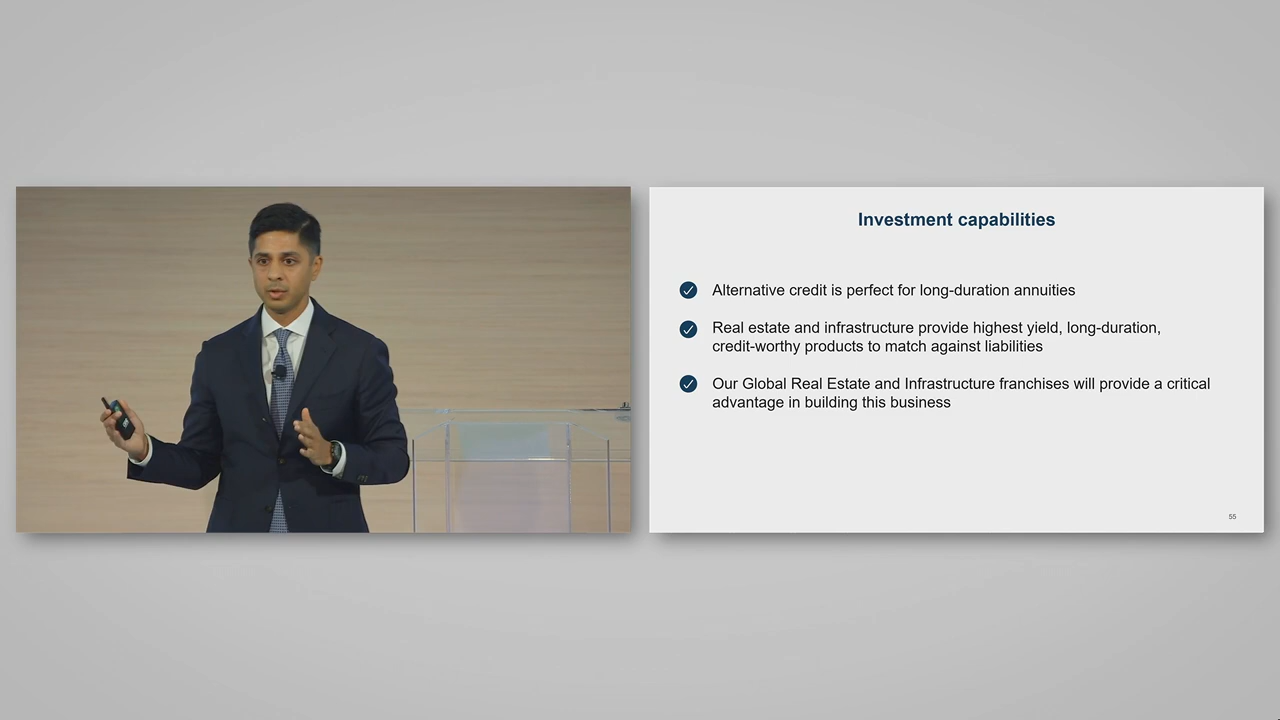 Investment capabilities
Alternative credit is perfect for long-duration annuities
Real estate and infrastructure provide highest yield, long-duration,
credit-worthy products to match against liabilities
Our Global Real Estate and Infrastructure franchises will provide a critical
advantage in building this business
55